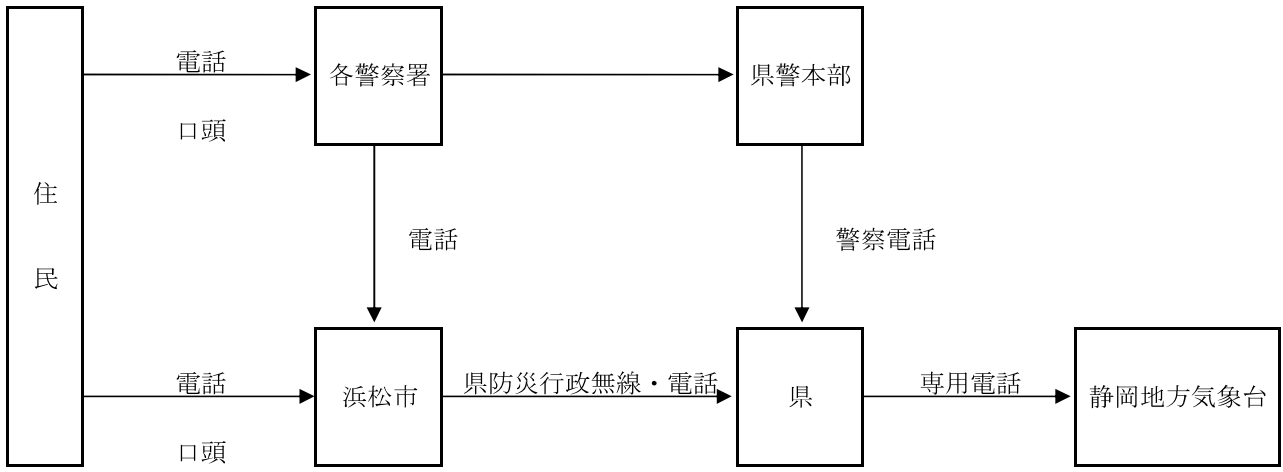 電話
各警察署
県警本部
口頭
住
民
電話
警察電話
電話
口頭
浜松市
県防災行政無線・電話
県
専用電話
静岡地方気象台